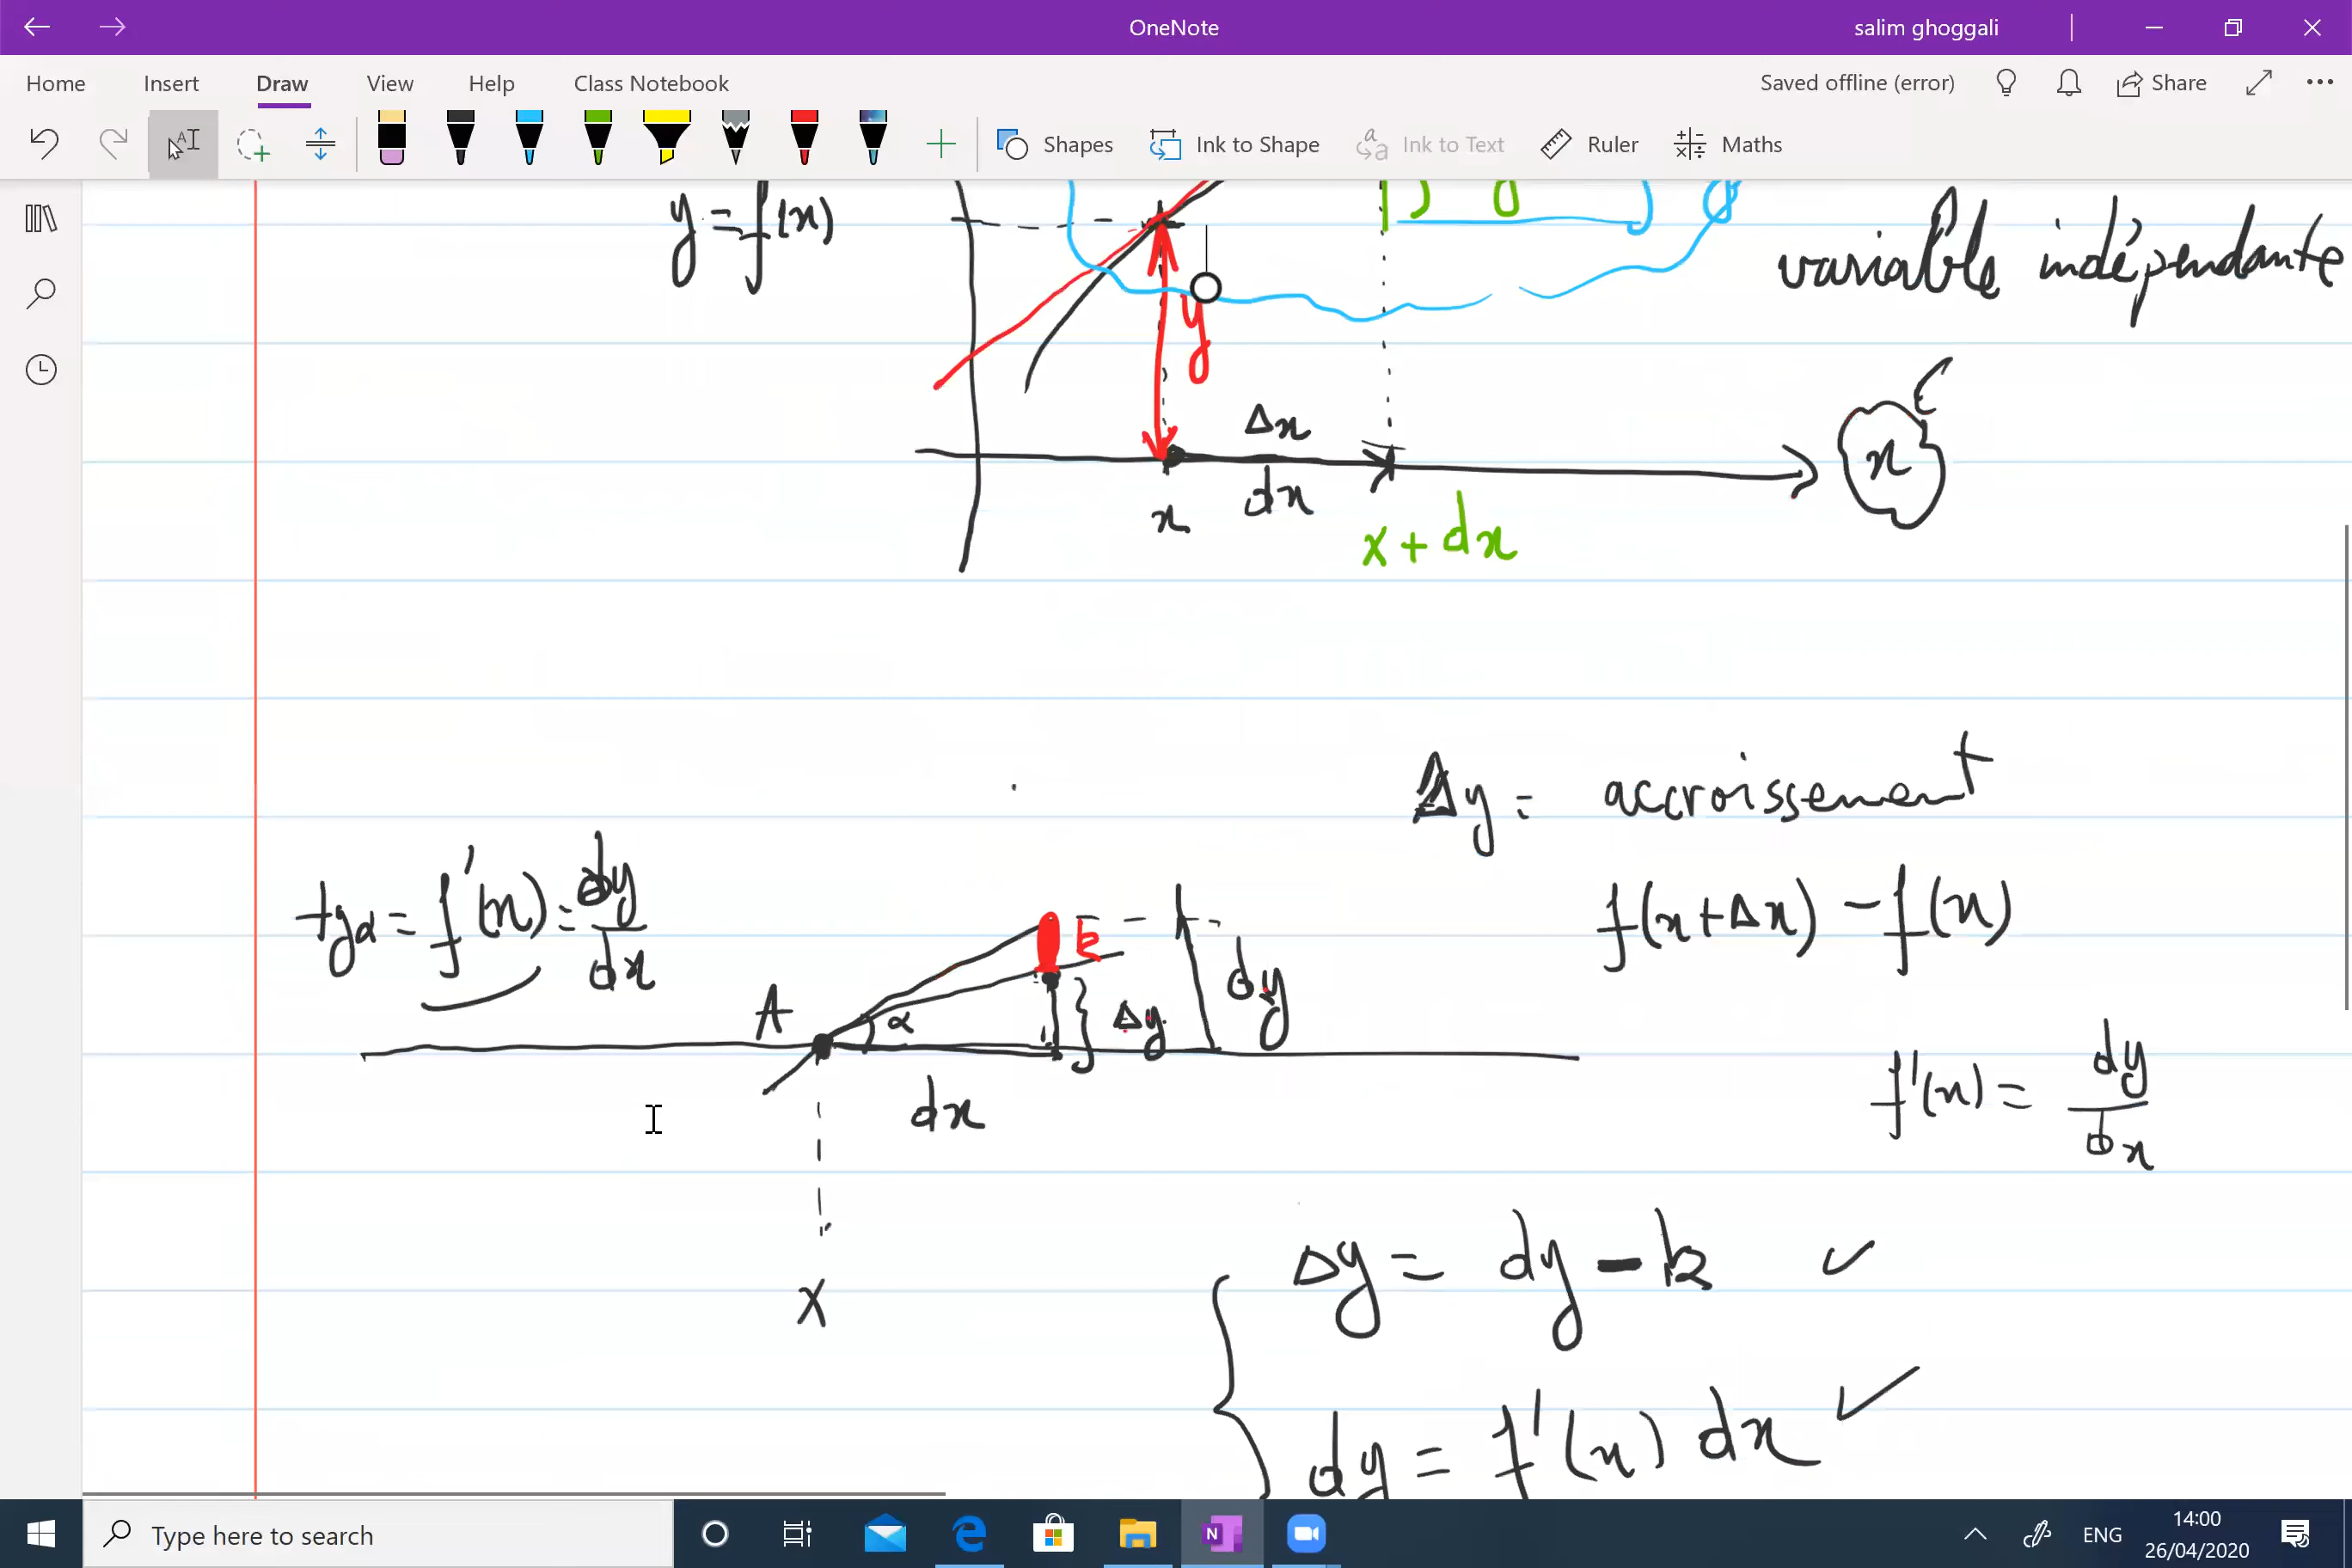 OneNote
salim ghoggali
Home Insert Draw View Help Class Notebook
Saved offline (error) Share
Shapes Ink to Shape Ink to Text Ruler Maths
y = f(x)
variable indépendante
y
Δx
x
x
dx
x + dx
Δy = accroissement
tgα = f'(x) = dy/dx
f(x+Δx) - f(x)
k
dy
A
α
Δy
dx
f'(x) = dy/dx
x
Δy = dy - k ✓
dy = f'(x) dx ✓
Type here to search
ENG
14:00
26/04/2020